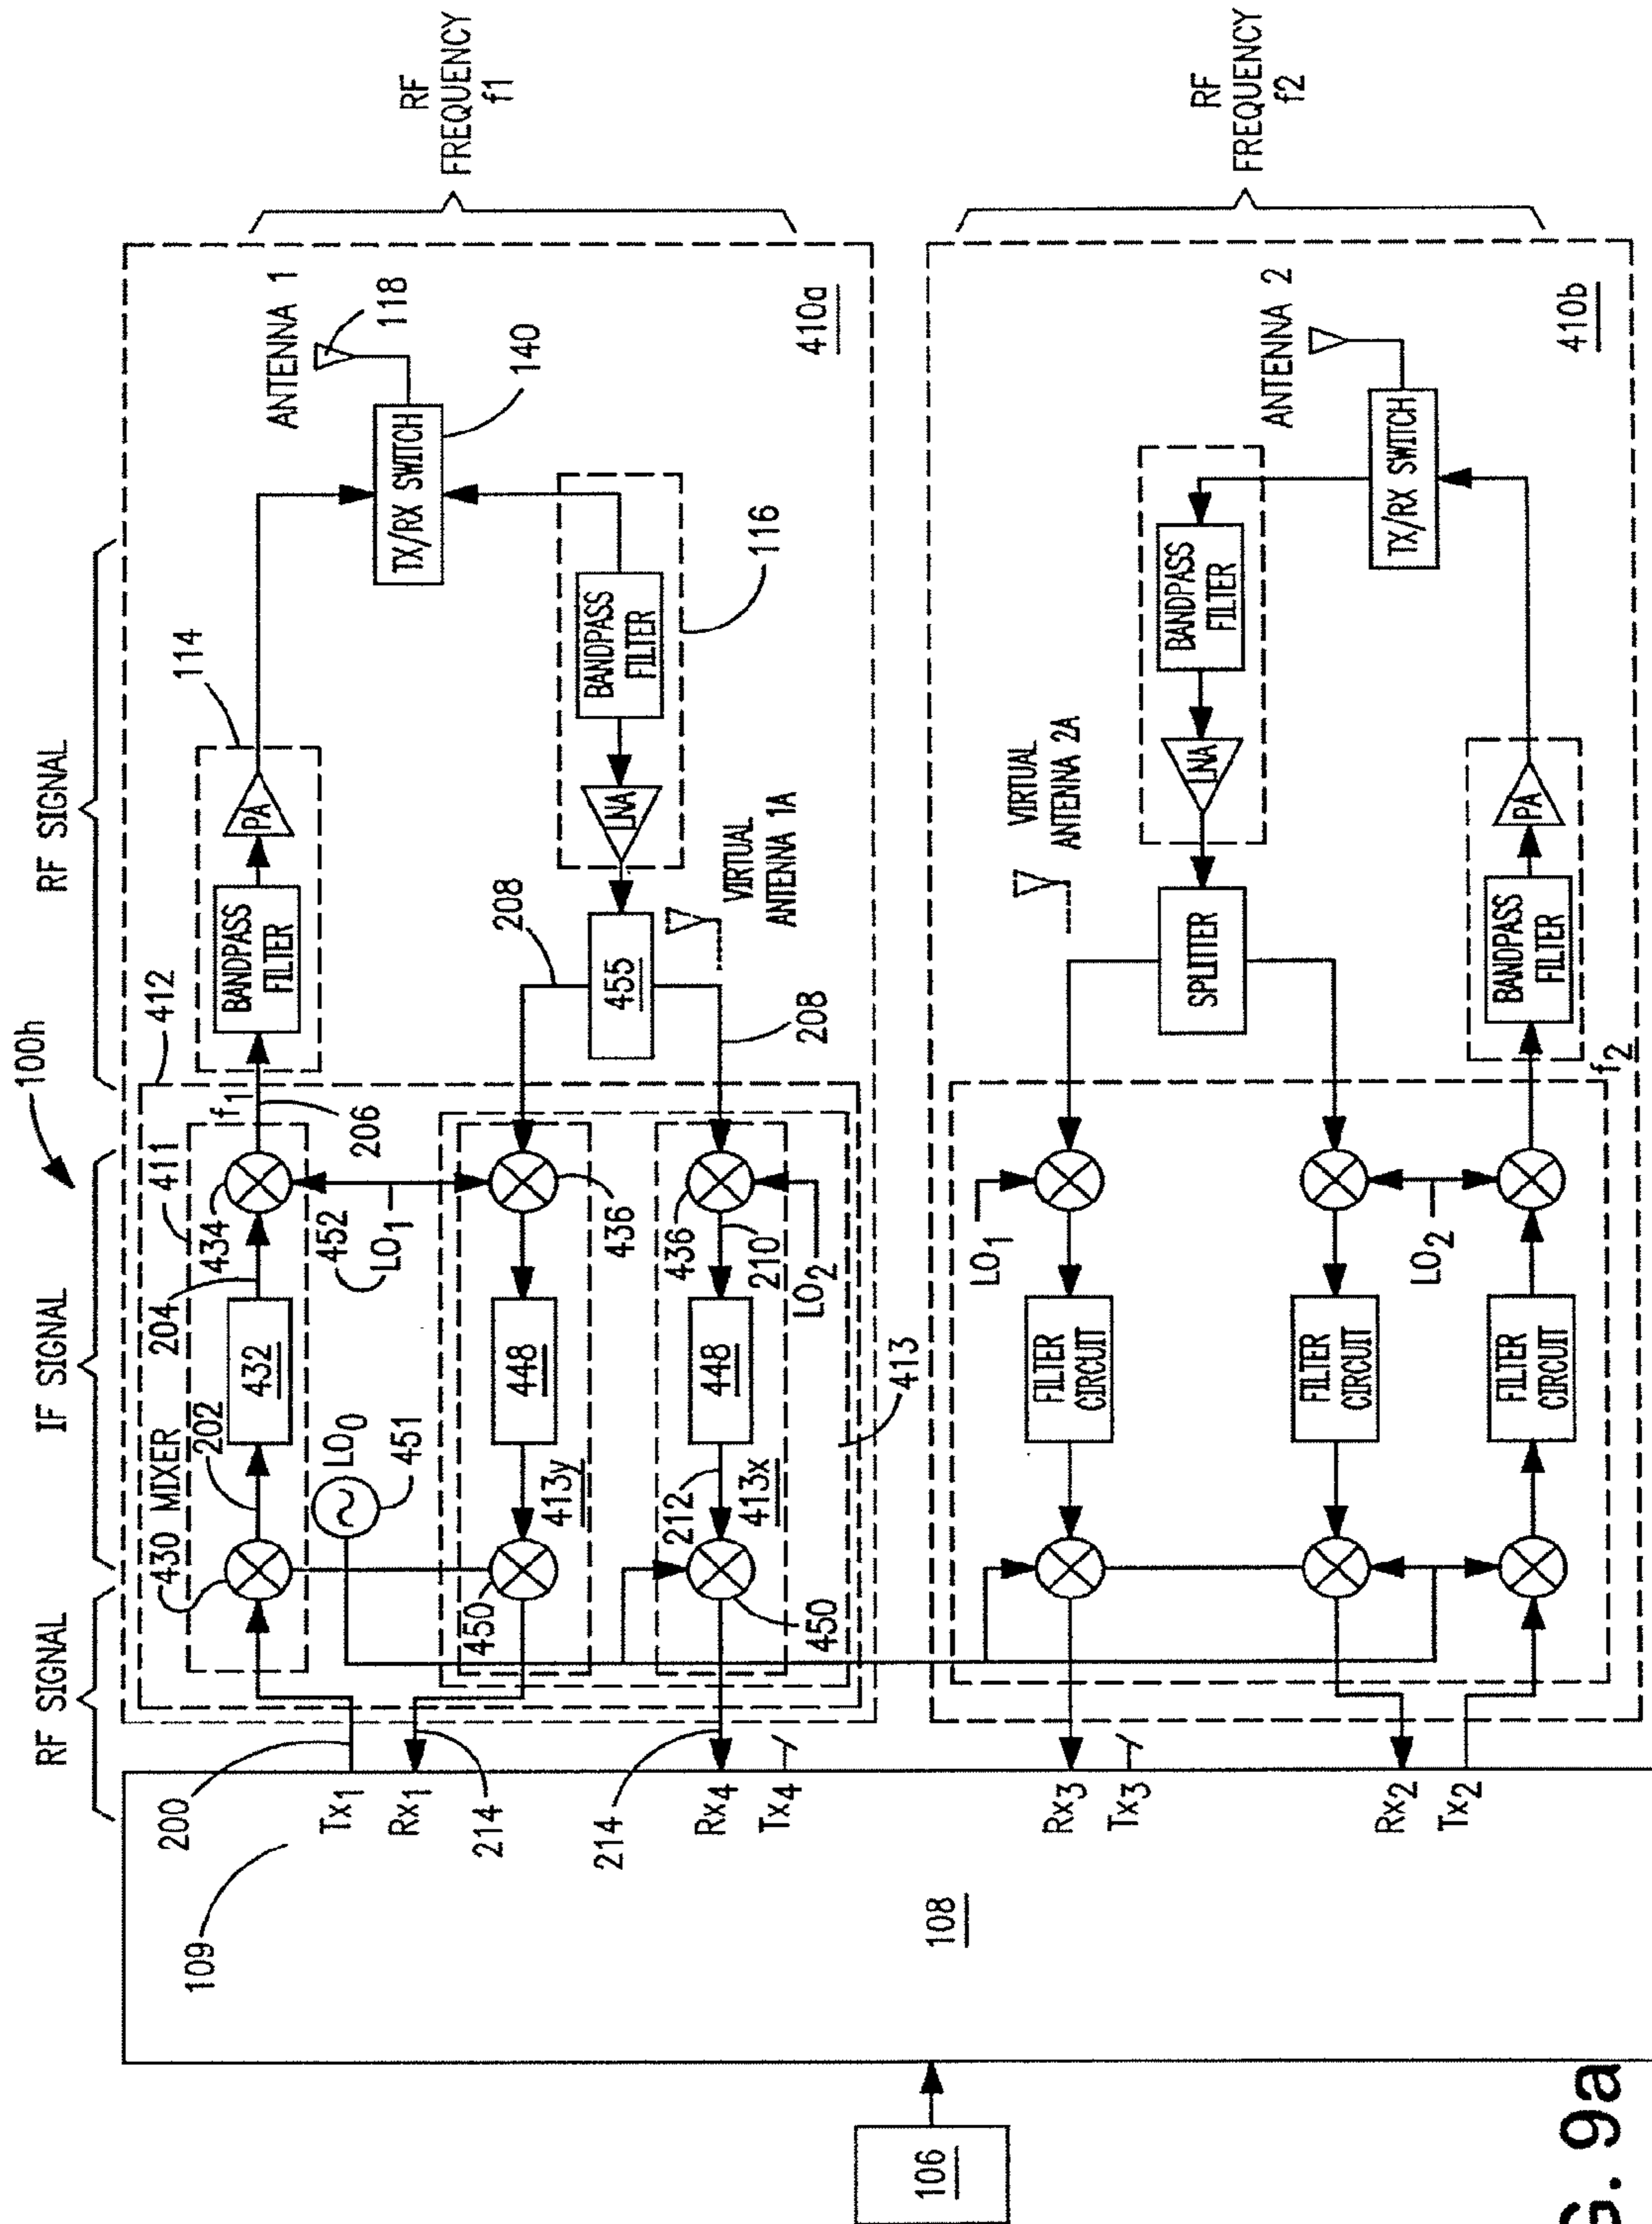 100h
RF SIGNAL
IF SIGNAL
RF SIGNAL
109
200
Tx1
Rx1
214
214
Rx4
Tx4
Rx3
Tx3
Rx2
Tx2
108
106
430 MIXER
202
432
204
434
411
412
f1
206
BANDPASS
FILTER
PA
114
LO0
451
452
LO1
450
413y
448
436
208
450
212
413x
448
210
436
LO2
413
208
455
VIRTUAL
ANTENNA 1A
LNA
BANDPASS
FILTER
116
TX/RX SWITCH
140
ANTENNA 1
118
410a
RF
FREQUENCY
f1
LO1
FILTER
CIRCUIT
FILTER
CIRCUIT
LO2
FILTER
CIRCUIT
f2
SPLITTER
VIRTUAL
ANTENNA 2A
LNA
BANDPASS
FILTER
BANDPASS
FILTER
PA
TX/RX SWITCH
ANTENNA 2
410b
RF
FREQUENCY
f2
G. 9a